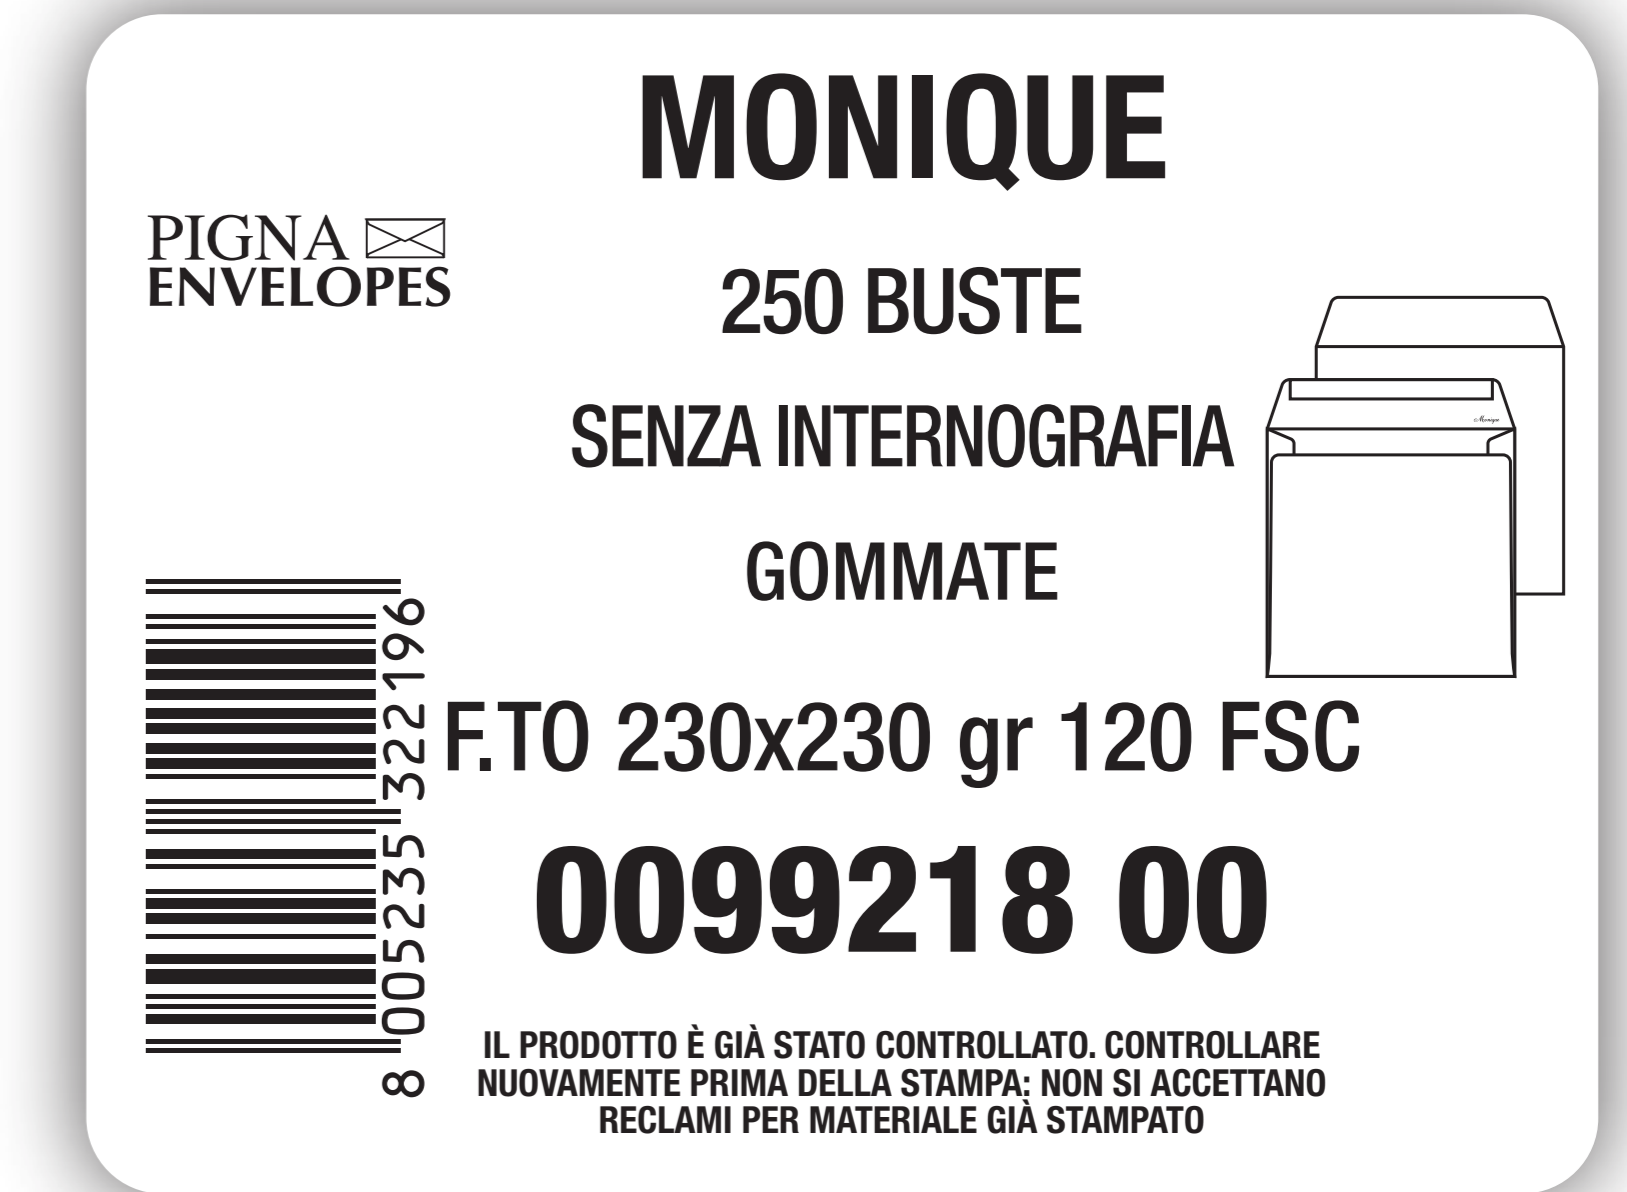 MONIQUE
PIGNA
ENVELOPES
250 BUSTE
SENZA INTERNOGRAFIA
Monique
GOMMATE
F.TO 230x230 gr 120 FSC
0099218 00
8 005235 322196
IL PRODOTTO È GIÀ STATO CONTROLLATO. CONTROLLARE
NUOVAMENTE PRIMA DELLA STAMPA: NON SI ACCETTANO
RECLAMI PER MATERIALE GIÀ STAMPATO